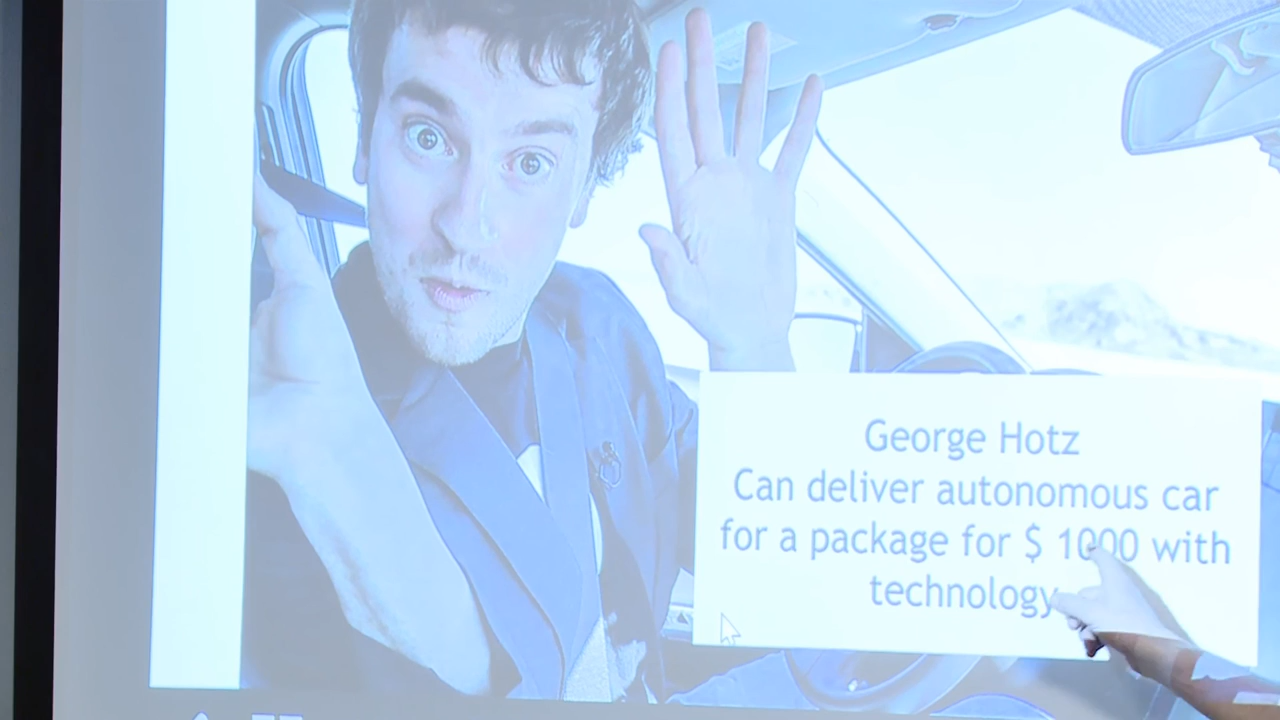 George Hotz
Can deliver autonomous car
for a package for $ 1000 with
technology